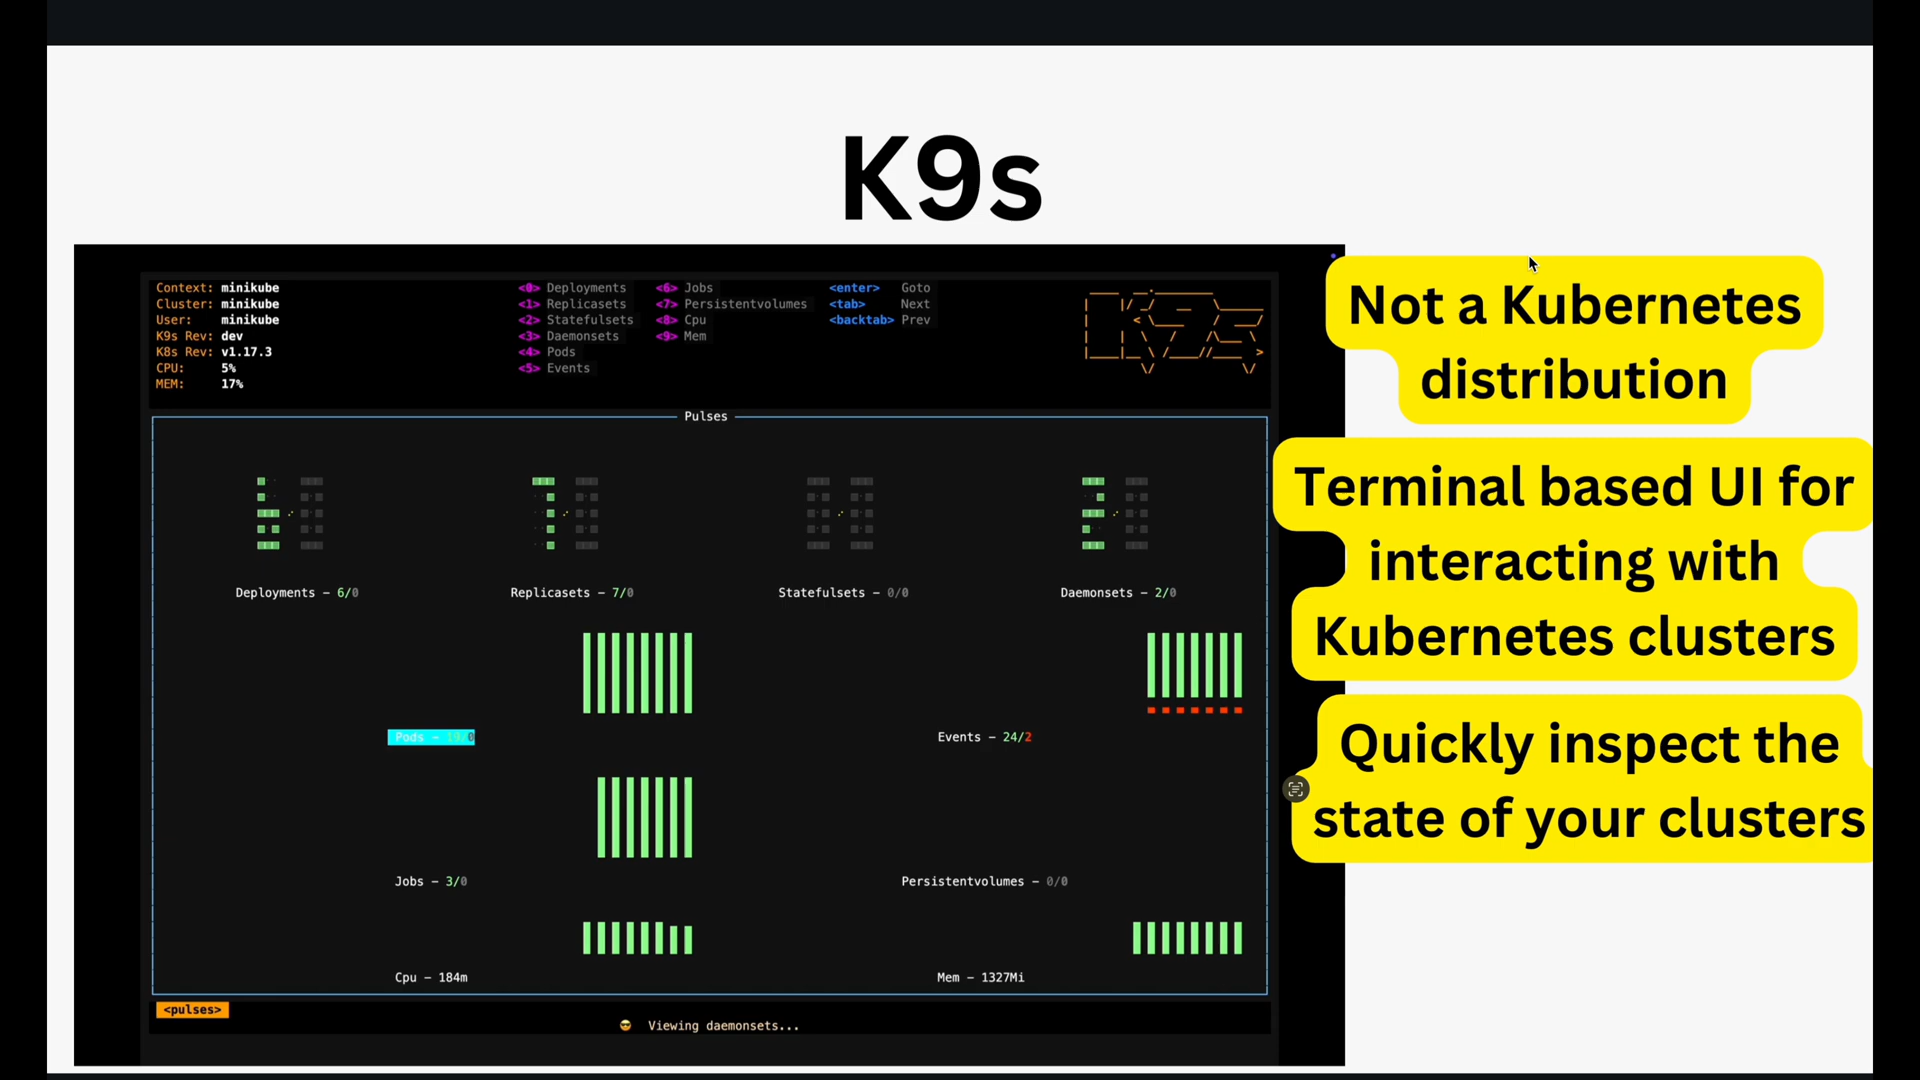 K9s
Context: minikube
Cluster: minikube
User: minikube
K9s Rev: dev
K8s Rev: v1.17.3
CPU: 5%
MEM: 17%
<0> Deployments
<1> Replicasets
<2> Statefulsets
<3> Daemonsets
<4> Pods
<5> Events
<6> Jobs
<7> Persistentvolumes
<8> Cpu
<9> Mem
<enter> Goto
<tab> Next
<backtab> Prev
Pulses
Deployments – 6/0
Replicasets – 7/0
Statefulsets – 0/0
Daemonsets – 2/0
Pods –
Events – 24/2
Jobs – 3/0
Persistentvolumes – 0/0
Cpu – 184m
Mem – 1327Mi
<pulses>
Viewing daemonsets...
Not a Kubernetes
distribution
Terminal based UI for
interacting with
Kubernetes clusters
Quickly inspect the
state of your clusters